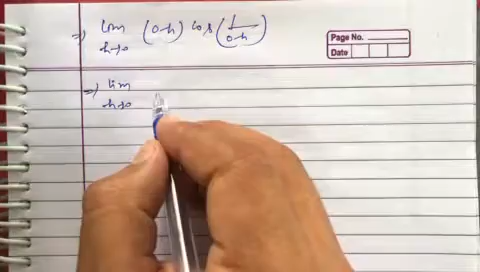 ⇒ lim (0-h) cos (1/0-h)
h→0
Page No.
Date
⇒ lim
h→0